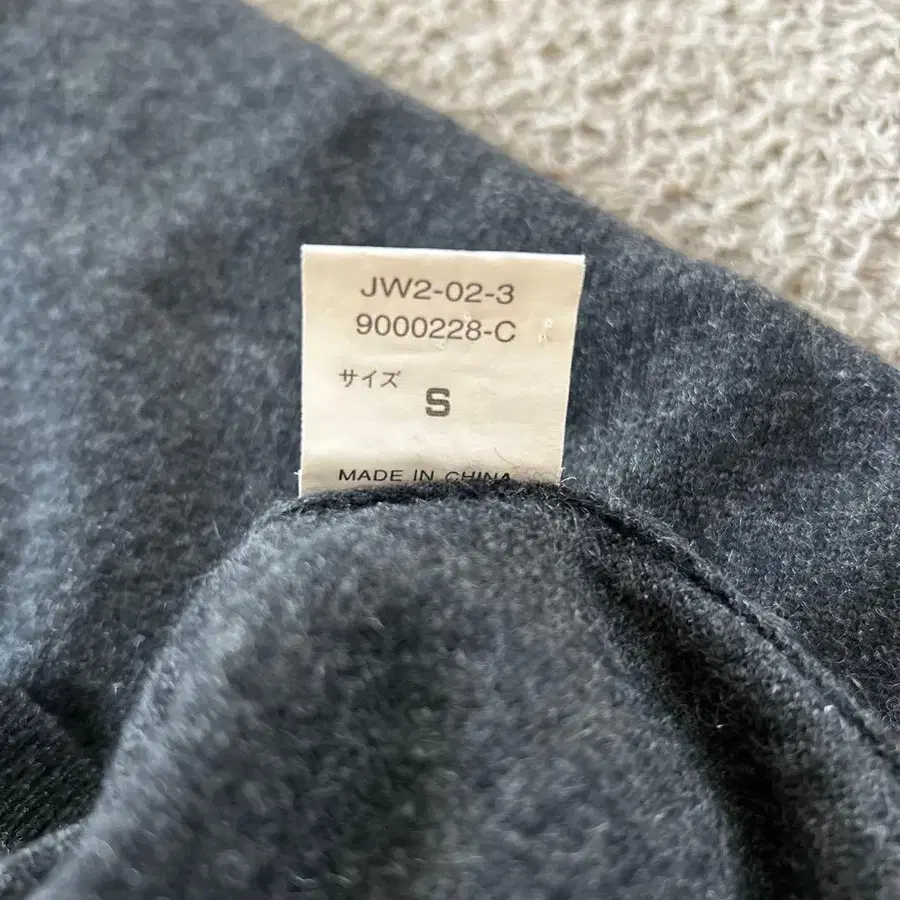 JW2-02-3
9000228-C
サイズ
S
MADE IN CHINA